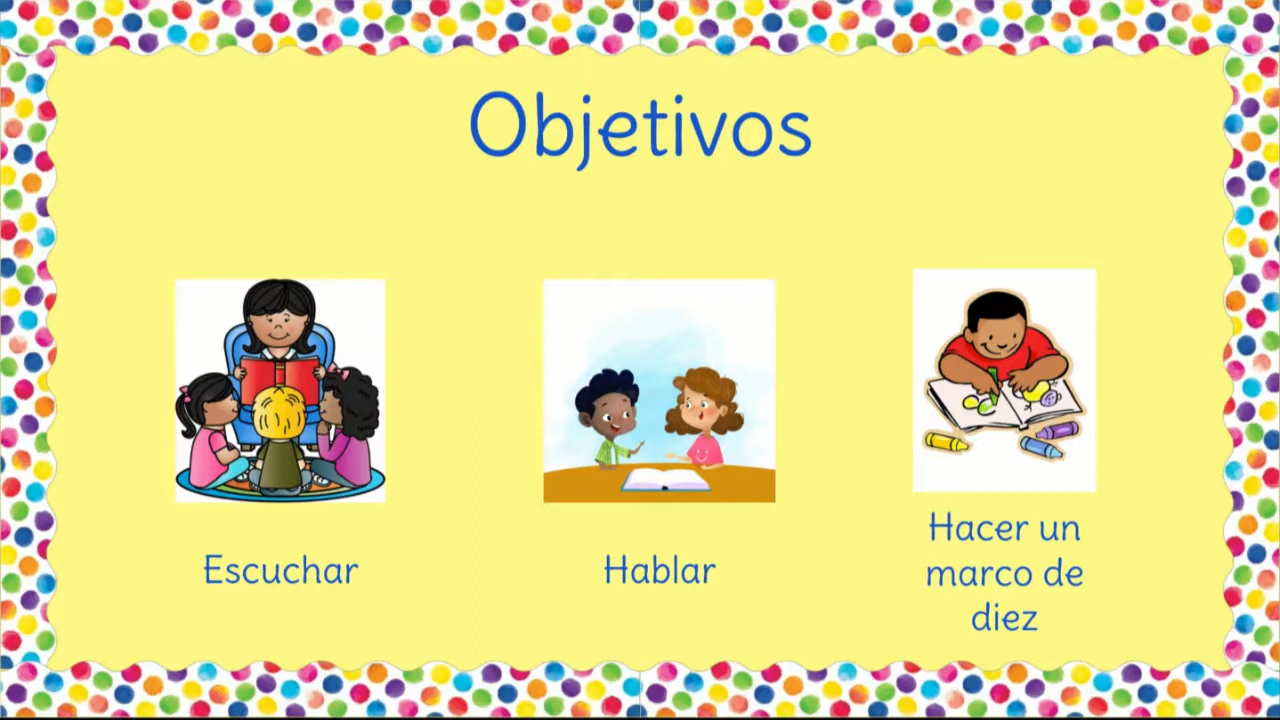 Objetivos
Escuchar
Hablar
Hacer un
marco de
diez